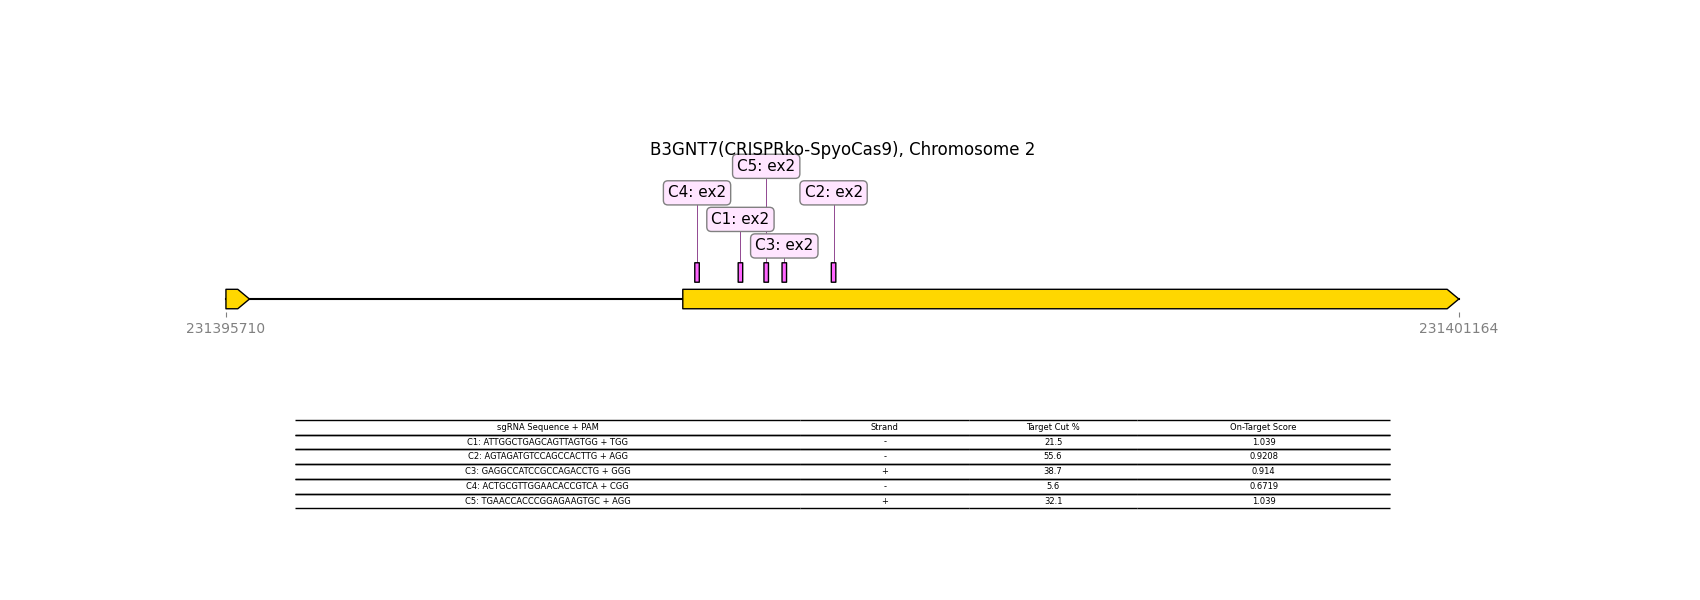 B3GNT7(CRISPRko-SpyoCas9), Chromosome 2
C5: ex2
C4: ex2
C2: ex2
C1: ex2
C3: ex2
231395710
231401164
sgRNA Sequence + PAM Strand Target Cut % On-Target Score
C1: ATTGGCTGAGCAGTTAGTGG + TGG - 21.5 1.039
C2: AGTAGATGTCCAGCCACTTG + AGG - 55.6 0.9208
C3: GAGGCCATCCGCCAGACCTG + GGG + 38.7 0.914
C4: ACTGCGTTGGAACACCGTCA + CGG - 5.6 0.6719
C5: TGAACCACCCGGAGAAGTGC + AGG + 32.1 1.039